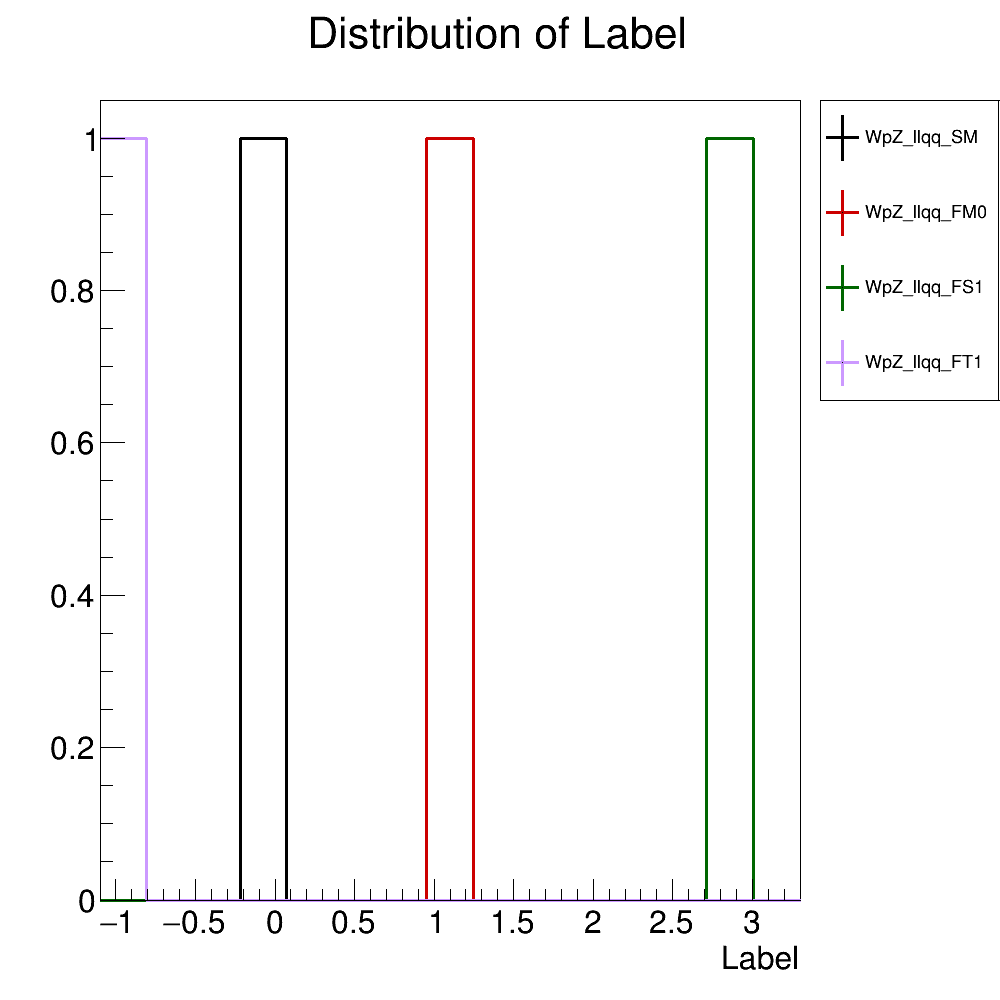 Distribution of Label
1
0.8
0.6
0.4
0.2
0
−1 −0.5 0 0.5 1 1.5 2 2.5 3
Label
WpZ_llqq_SM
WpZ_llqq_FM0
WpZ_llqq_FS1
WpZ_llqq_FT1